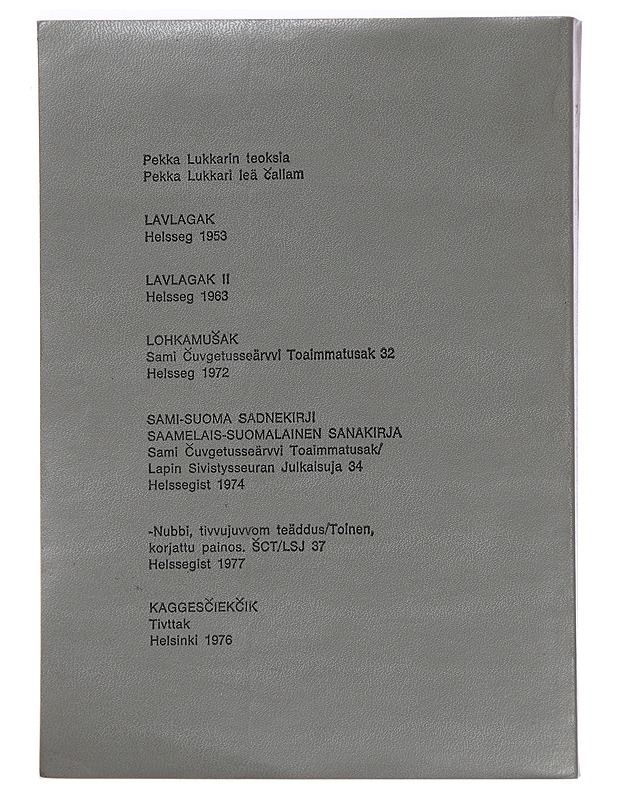 Pekka Lukkarin teoksia
Pekka Lukkari leä čallam
LAVLAGAK
Helsseg 1953
LAVLAGAK II
Helsseg 1963
LOHKAMUŠAK
Sami Čuvgetusseärvvi Toaimmatusak 32
Helsseg 1972
SAMI-SUOMA SADNEKIRJI
SAAMELAIS-SUOMALAINEN SANAKIRJA
Sami Čuvgetusseärvvi Toaimmatusak/
Lapin Sivistysseuran Julkaisuja 34
Helssegist 1974
-Nubbi, tivvujuvvom teäddus/Toinen,
korjattu painos. ŠCT/LSJ 37
Helssegist 1977
KAGGESČIEKČIK
Tivttak
Helsinki 1976